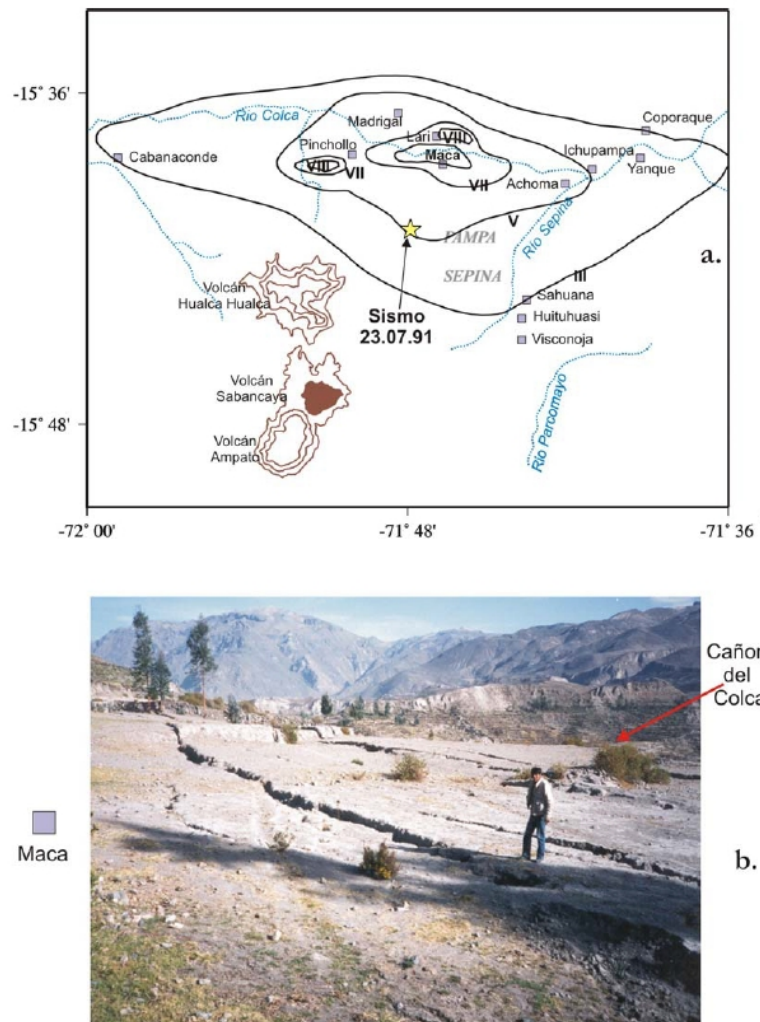 -15° 36'
Rio Colca
Madrigal
Coporaque
Lari
VIII
Pinchollo
Maca
Ichupampa
Cabanaconde
VIII
VII
VII
Achoma
Yanque
V
Río Sepina
PAMPA
SEPINA
a.
III
Volcán
Hualca Hualca
Sismo
23.07.91
Sahuana
Huituhuasi
Visconoja
Volcán
Sabancaya
Río Parcomayo
-15° 48'
Volcán
Ampato
-72° 00'
-71° 48'
-71° 36'
Cañon
del
Colca
Maca
b.